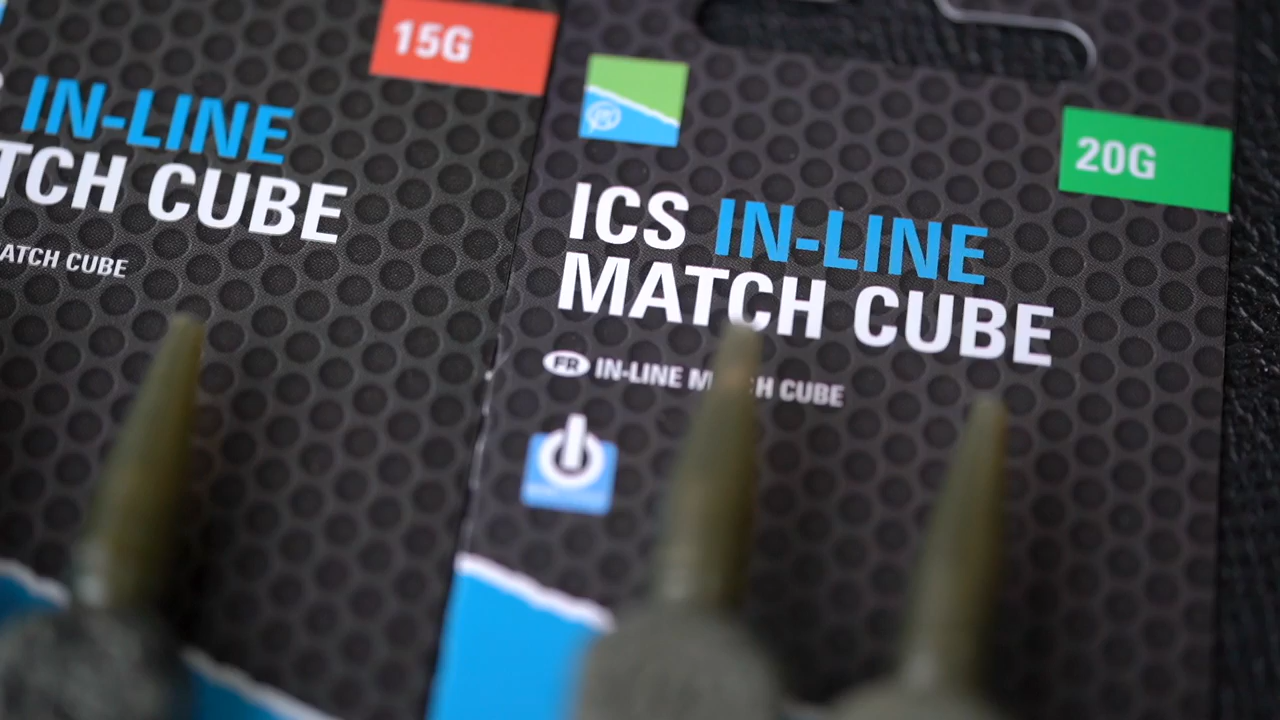 15G
IN-LINE
TCH CUBE
ATCH CUBE
20G
ICS IN-LINE
MATCH CUBE
FR IN-LINE M CH CUBE